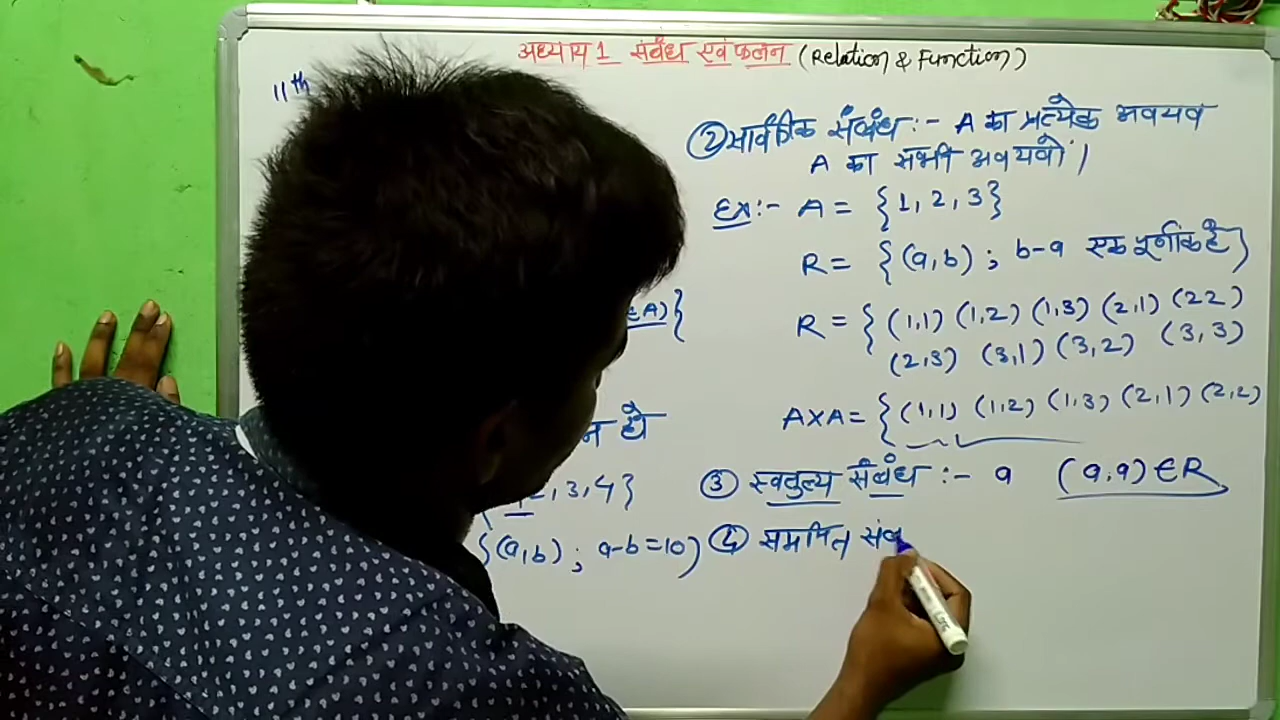 अध्याय 1 संबंध एवं फलन (Relation & Function)
11th
∈A)}
न है
2, 3, 4}
{(a, b) ; a-b=10}
② सार्वत्रिक संबंध :- A का प्रत्येक अवयव
A का सभी अवयवों।
Ex :- A = {1, 2, 3}
R = {(a, b) ; b-a एक पूर्णांक है}
R = {(1,1) (1,2) (1,3) (2,1) (22)
(2,3) (3,1) (3,2) (3,3)
A×A = {(1,1) (1,2) (1,3) (2,1) (2,2)
③ स्वतुल्य संबंध :- a (a,a) ∈ R
④ सममित संब